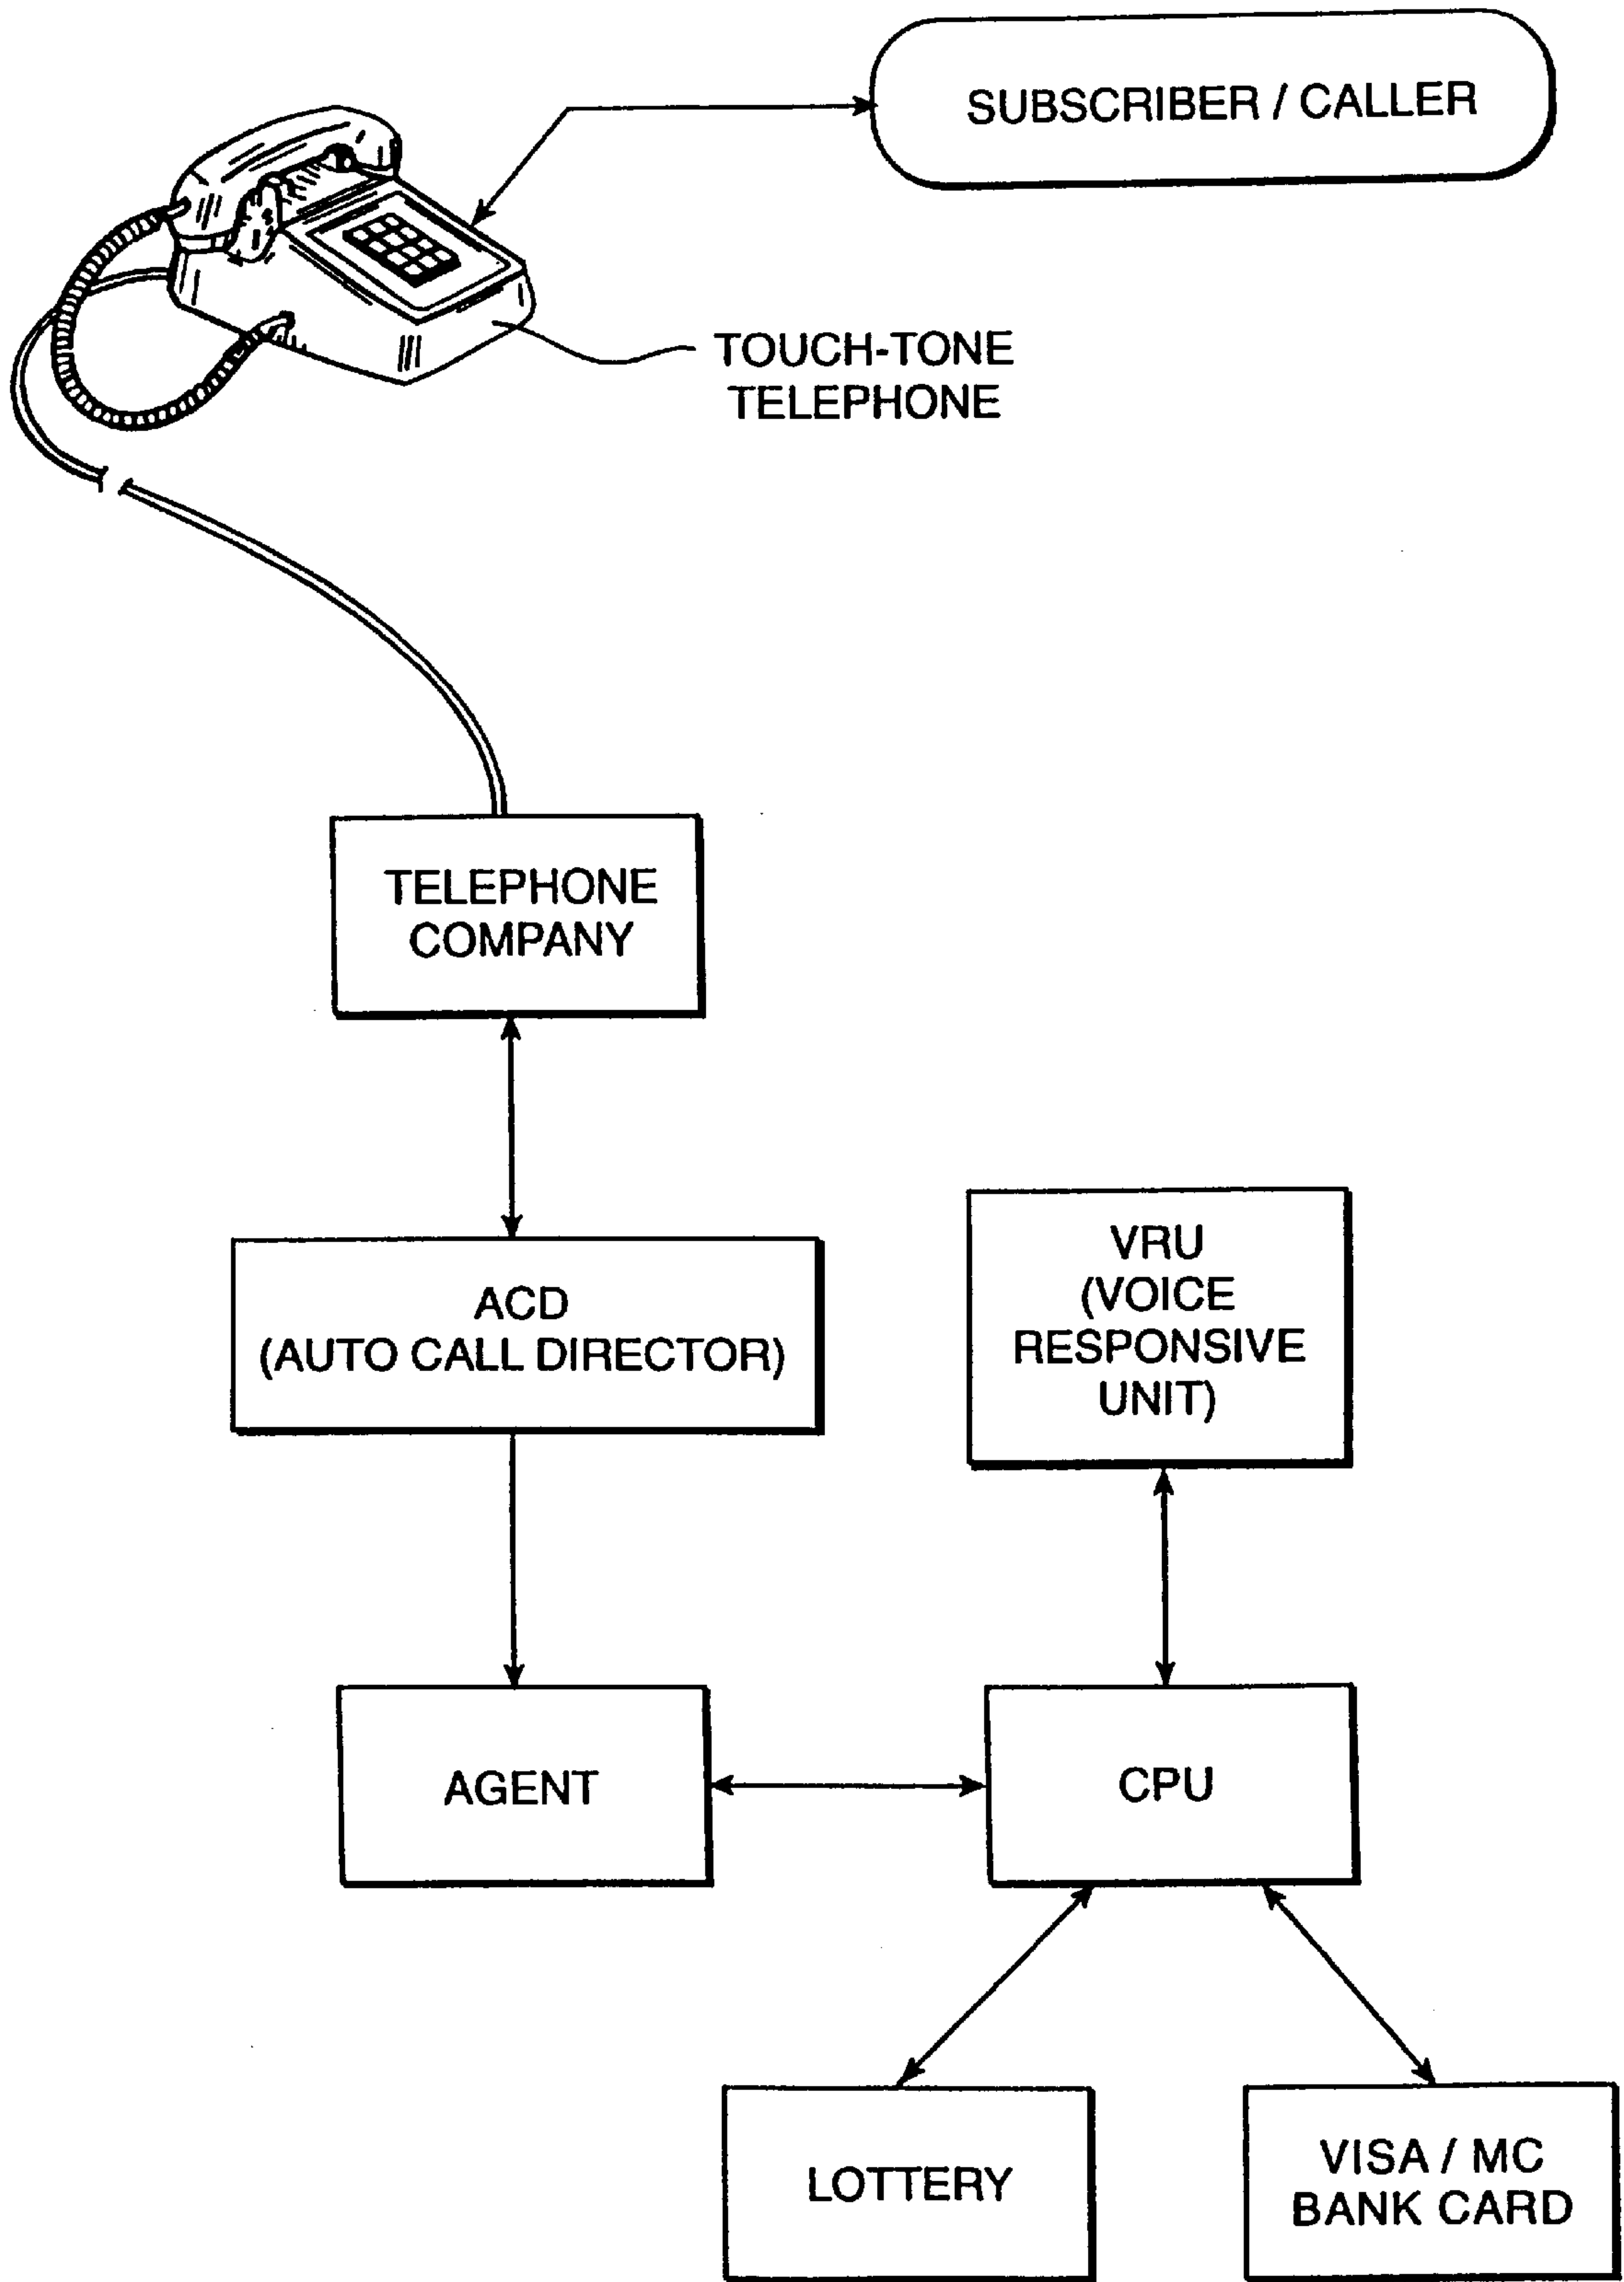 SUBSCRIBER / CALLER
TOUCH-TONE
TELEPHONE
TELEPHONE
COMPANY
ACD
(AUTO CALL DIRECTOR)
VRU
(VOICE
RESPONSIVE
UNIT)
AGENT
CPU
LOTTERY
VISA / MC
BANK CARD